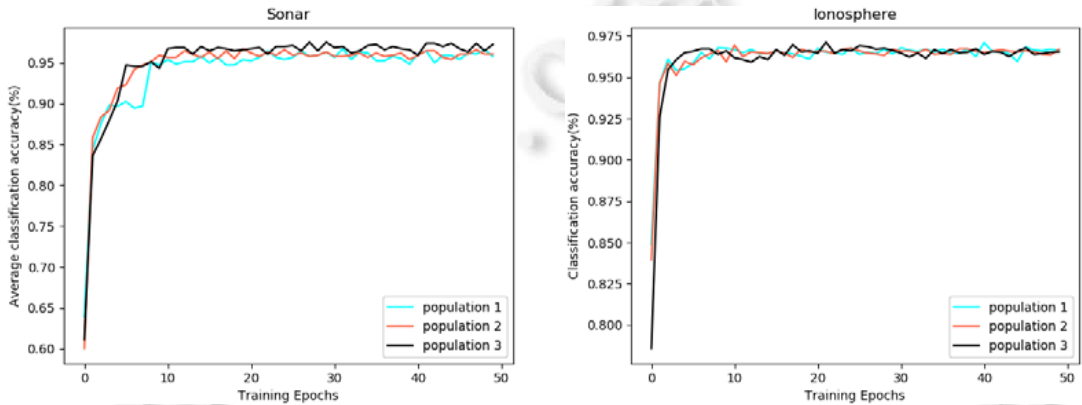 Sonar
Average classification accuracy(%)
0.95
0.90
0.85
0.80
0.75
0.70
0.65
0.60
population 1
population 2
population 3
0 10 20 30 40 50
Training Epochs
Ionosphere
Classification accuracy(%)
0.975
0.950
0.925
0.900
0.875
0.850
0.825
0.800
population 1
population 2
population 3
0 10 20 30 40 50
Training Epochs